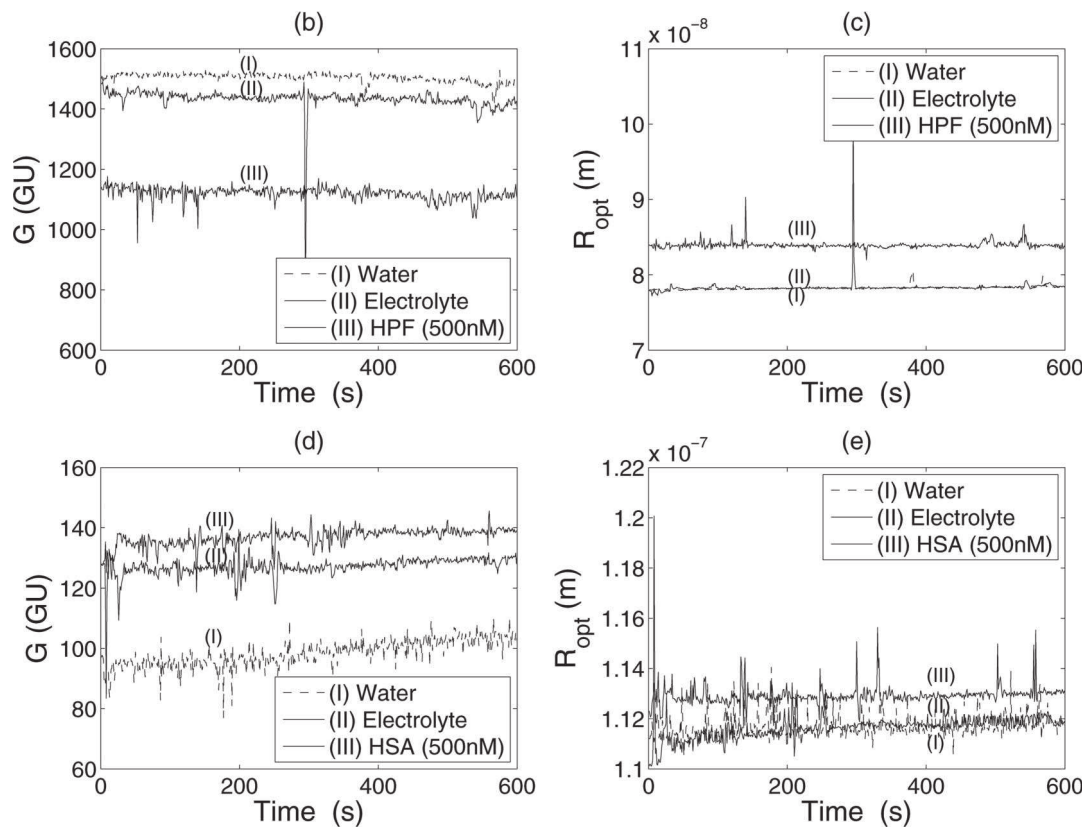 (b)
1600
1400
1200
1000
800
600
G (GU)
(I)
(II)
(III)
(I) Water
(II) Electrolyte
(III) HPF (500nM)
0 200 400 600
Time (s)
(c)
x 10⁻⁸
11
10
9
8
7
R_opt (m)
(I) Water
(II) Electrolyte
(III) HPF (500nM)
(III)
(II)
(I)
0 200 400 600
Time (s)
(d)
160
140
120
100
80
60
G (GU)
(III)
(II)
(I)
(I) Water
(II) Electrolyte
(III) HSA (500nM)
0 200 400 600
Time (s)
(e)
x 10⁻⁷
1.22
1.2
1.18
1.16
1.14
1.12
1.1
R_opt (m)
(I) Water
(II) Electrolyte
(III) HSA (500nM)
(III)
(II)
(I)
0 200 400 600
Time (s)